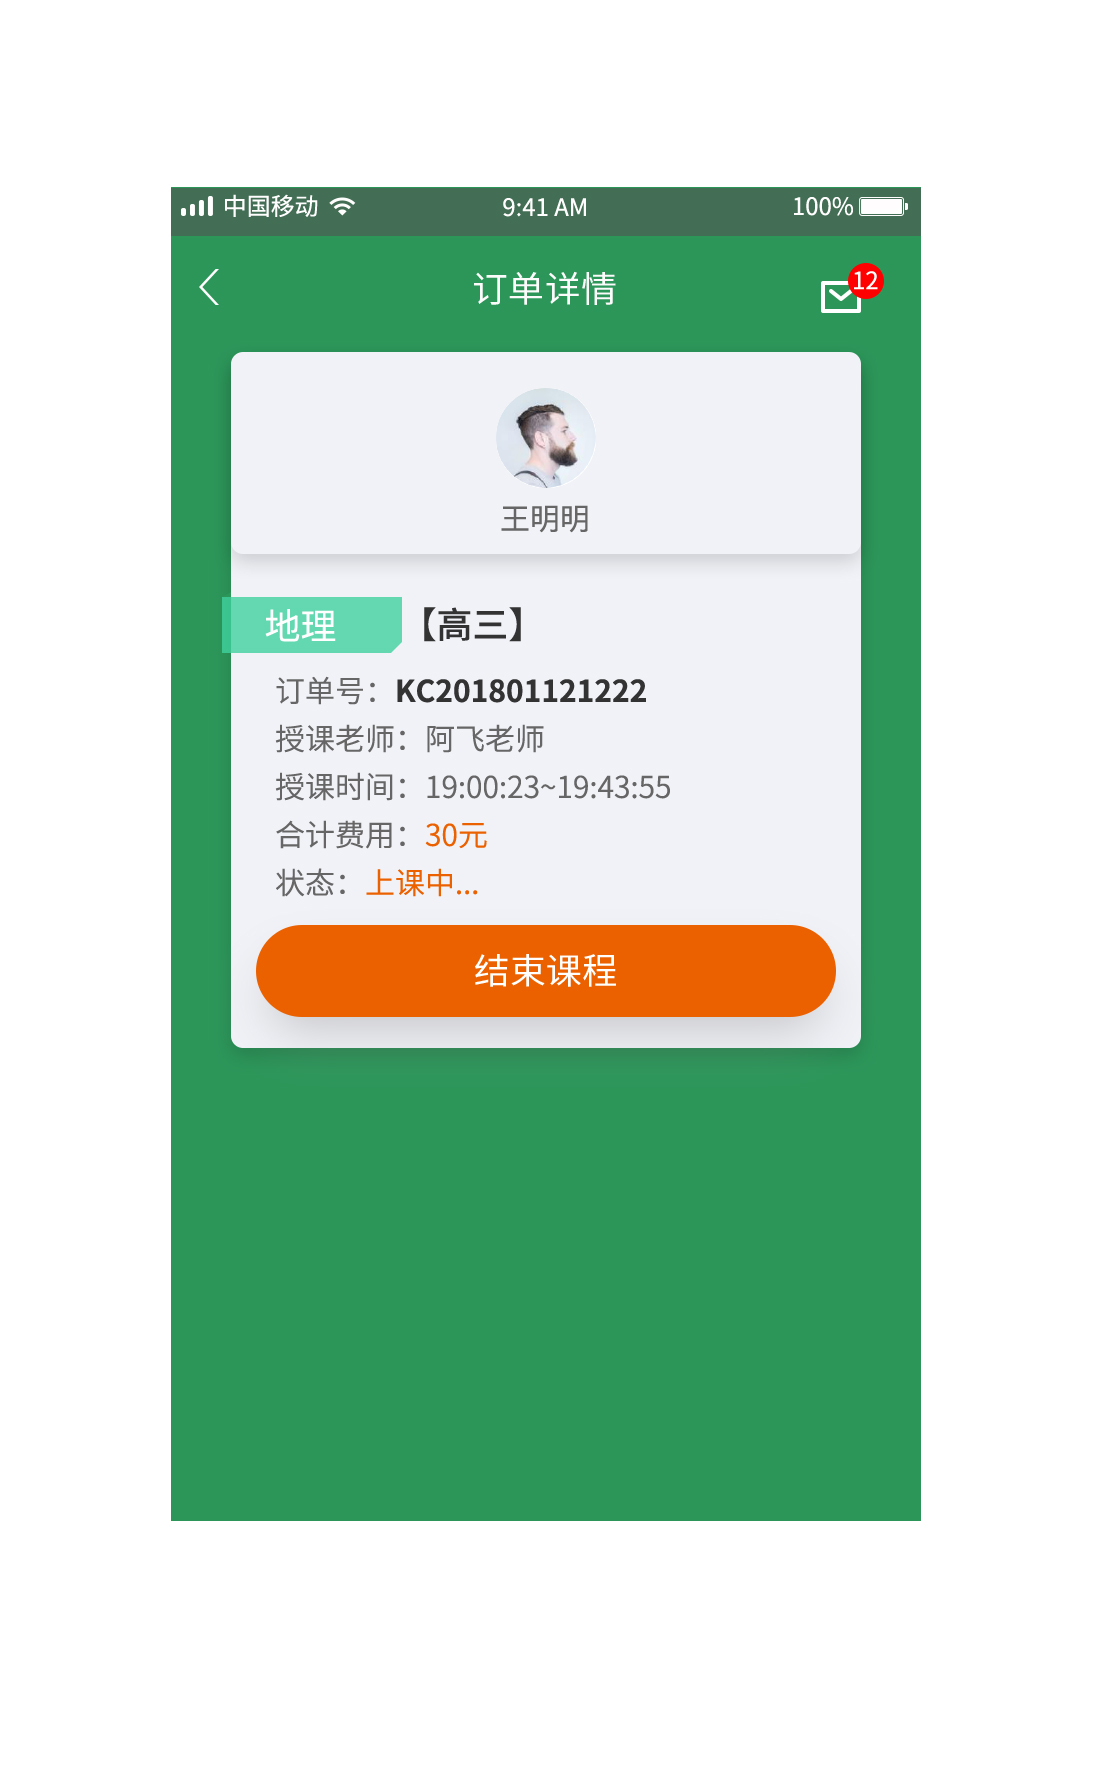 中国移动 9:41 AM 100%
订单详情 12
王明明
地理 【高三】
订单号：KC201801121222
授课老师：阿飞老师
授课时间：19:00:23~19:43:55
合计费用：30元
状态：上课中...
结束课程